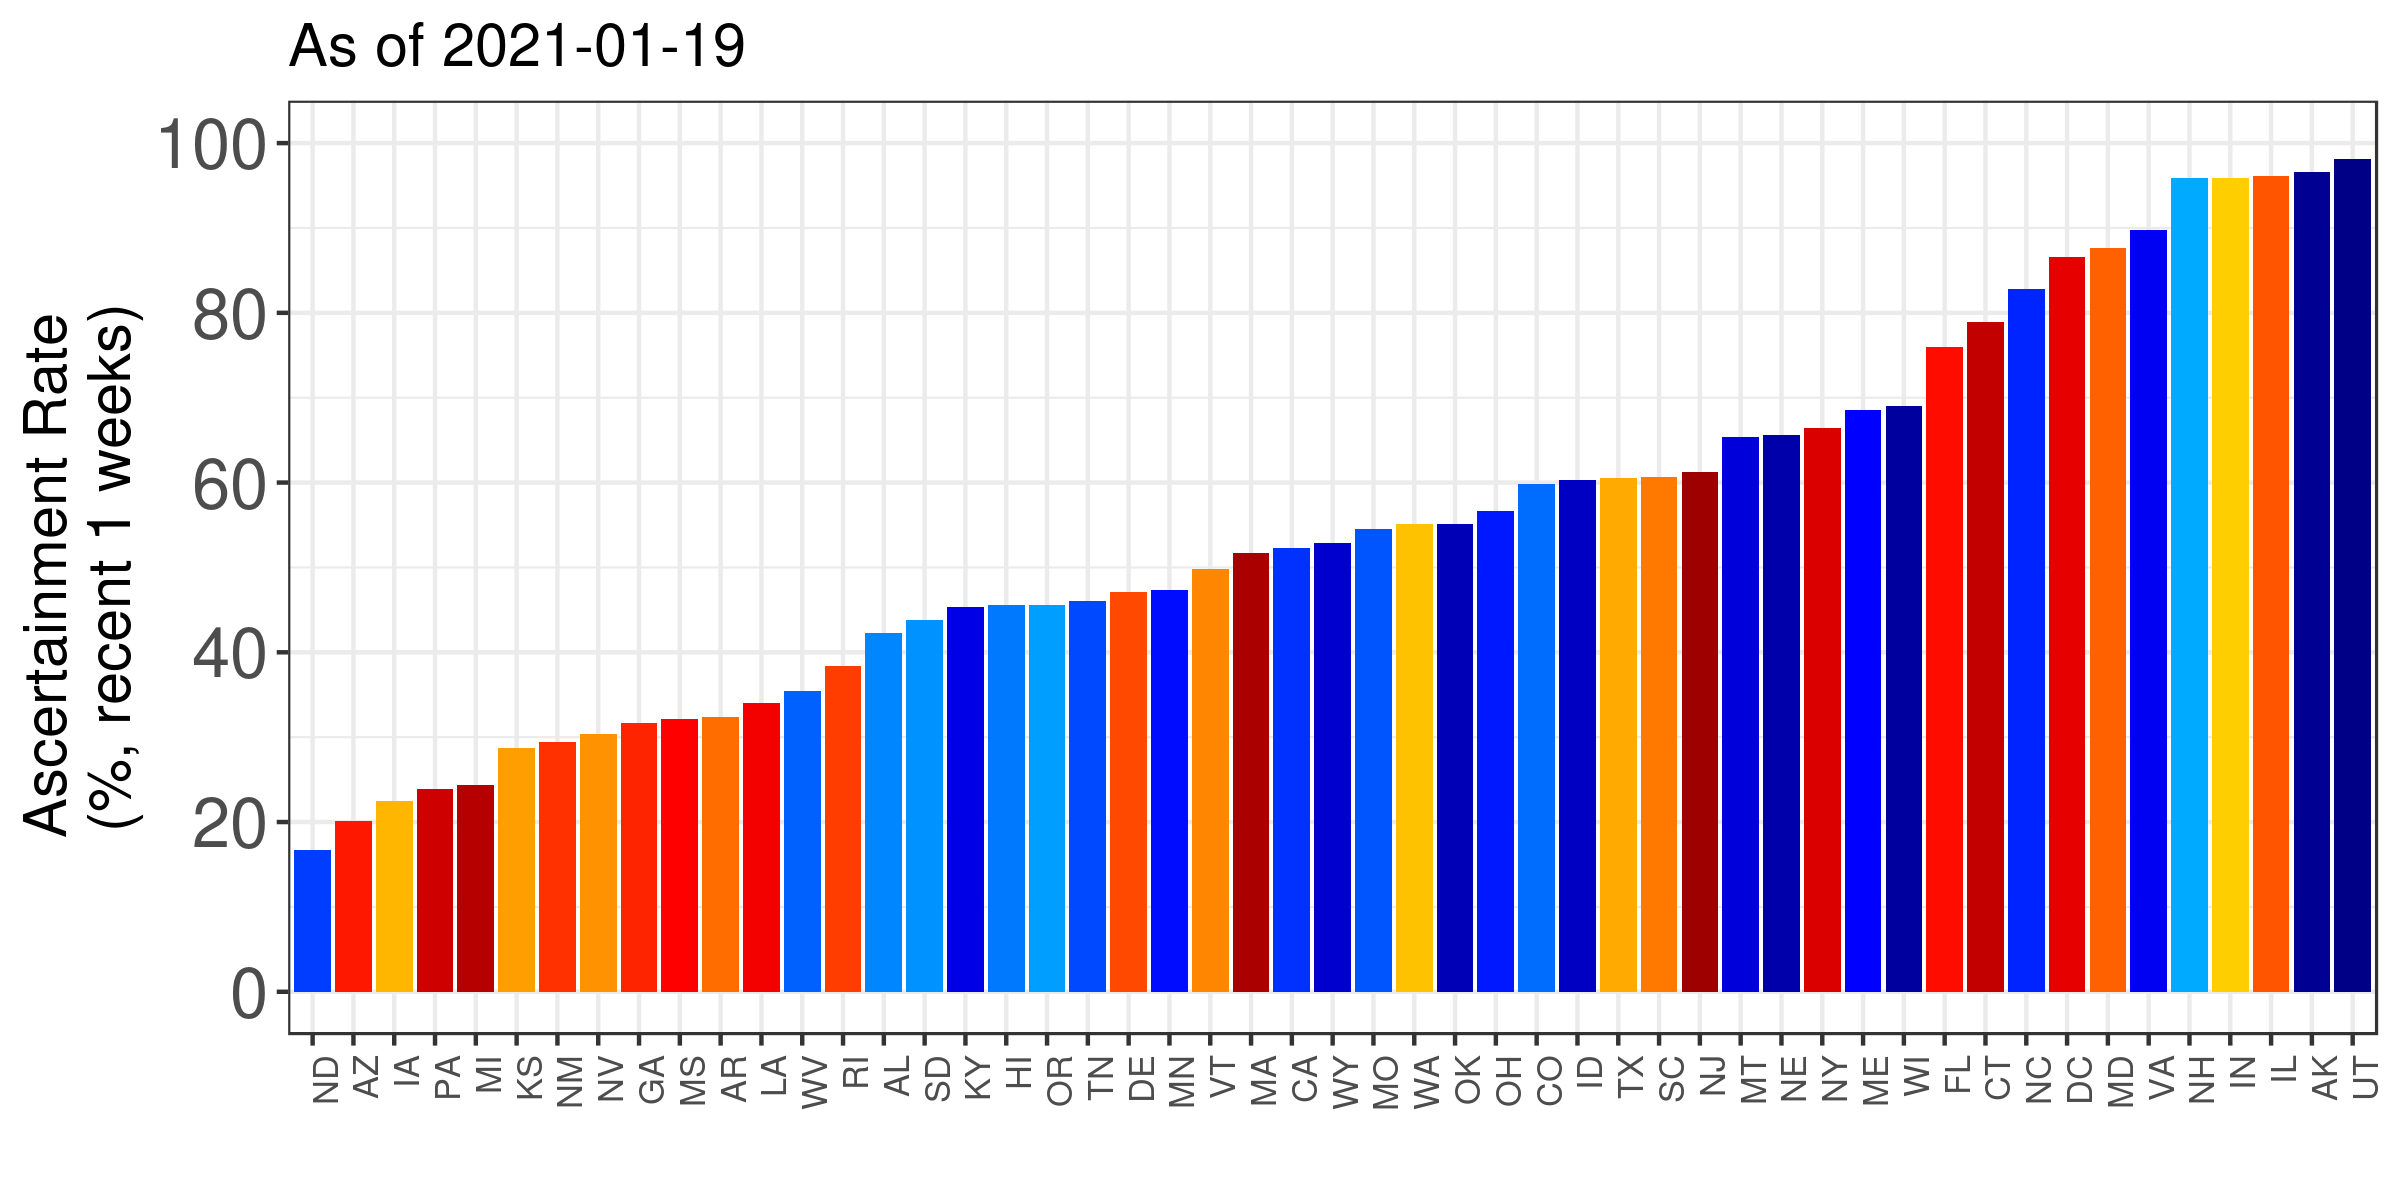 As of 2021-01-19
Ascertainment Rate
(%, recent 1 weeks)
100
80
60
40
20
0
ND AZ IA PA MI KS NM NV GA MS AR LA WV RI AL SD KY HI OR TN DE MN VT MA CA WY MO WA OK OH CO ID TX SC NJ MT NE NY ME WI FL CT NC DC MD VA NH IN IL AK UT